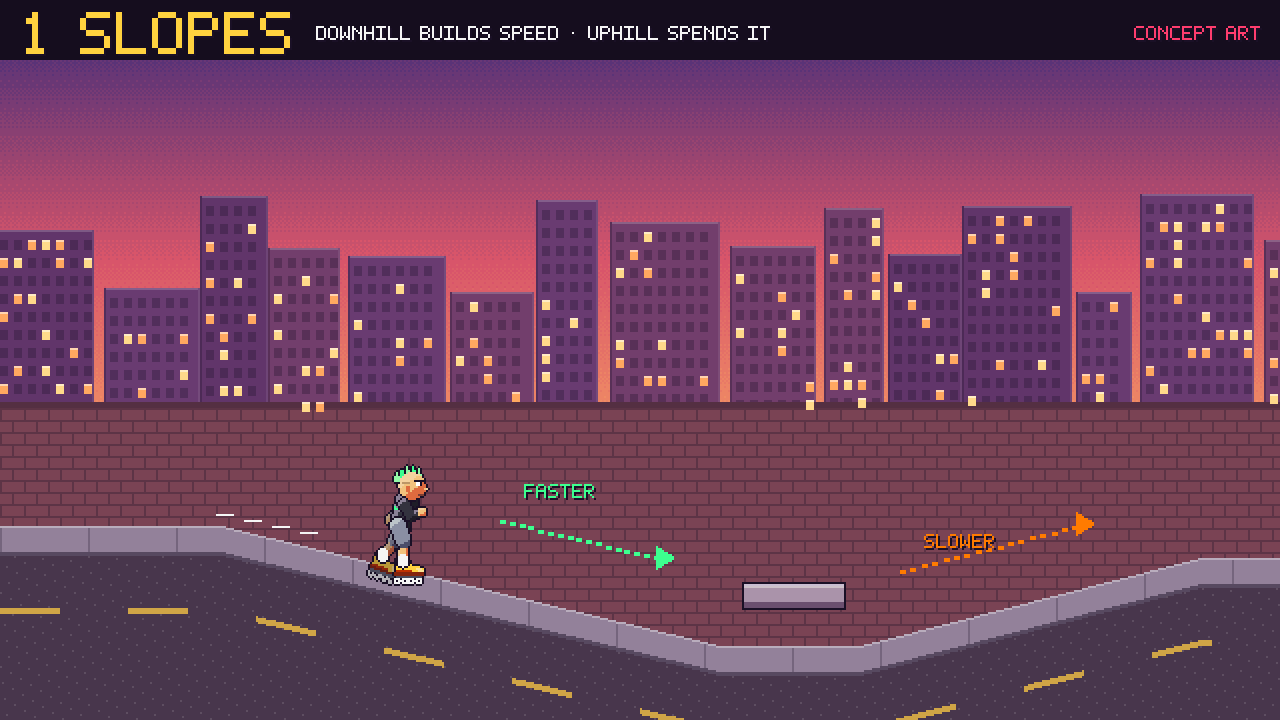 1 SLOPES
DOWNHILL BUILDS SPEED · UPHILL SPENDS IT
CONCEPT ART
FASTER
SLOWER